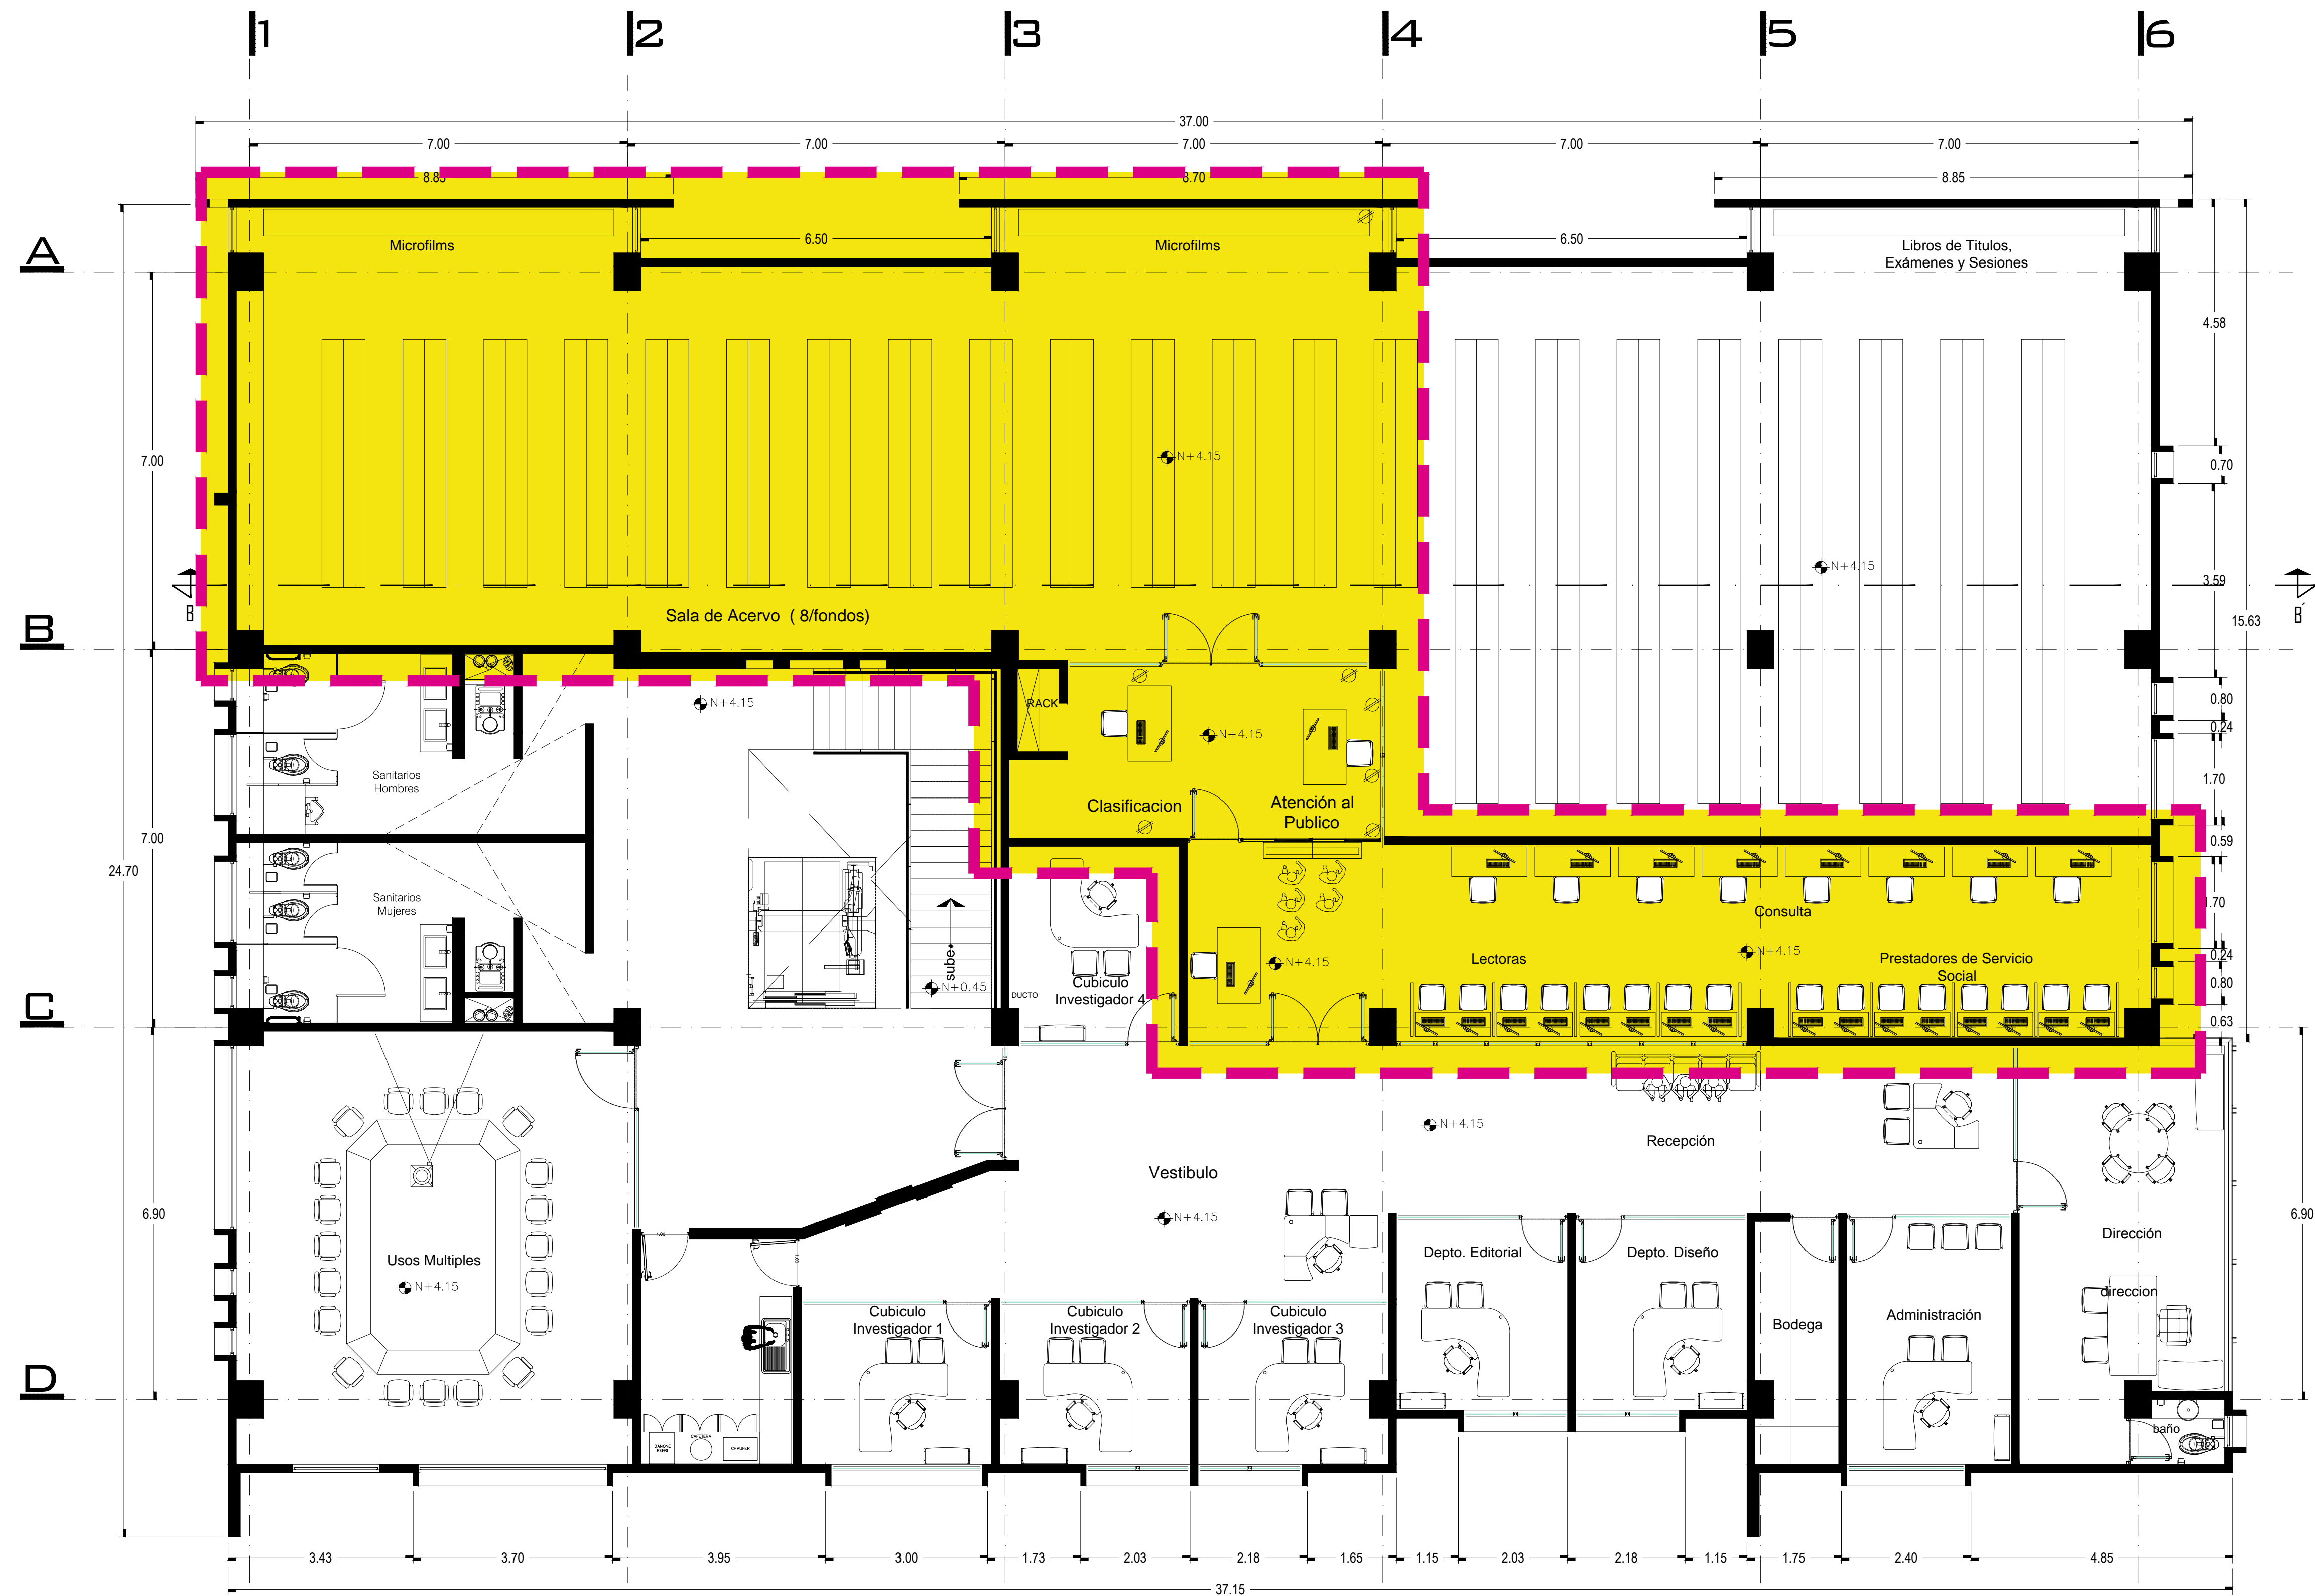 1
2
3
4
5
6
37.00
7.00
7.00
7.00
7.00
7.00
8.85
8.70
8.85
A
Microfilms
6.50
Microfilms
6.50
Libros de Titulos,
Exámenes y Sesiones
4.58
7.00
N+4.15
0.70
N+4.15
3.59
B
B´
Sala de Acervo ( 8/fondos)
B
15.63
N+4.15
RACK
N+4.15
0.80
0.24
Sanitarios
Hombres
1.70
Clasificacion
Atención al
Publico
7.00
0.59
24.70
Sanitarios
Mujeres
1.70
Consulta
sube
N+4.15
N+4.15
0.24
Lectoras
Prestadores de Servicio
Social
N+0.45
DUCTO
Cubiculo
Investigador 4
0.80
C
0.63
N+4.15
Recepción
Vestibulo
6.90
N+4.15
6.90
1.00
Dirección
Depto. Editorial
Depto. Diseño
Usos Multiples
N+4.15
direccion
Cubiculo
Investigador 1
Cubiculo
Investigador 2
Cubiculo
Investigador 3
Bodega
Administración
D
baño
DANONE
REFRI
CAFETERA
CHAUFER
3.43
3.70
3.95
3.00
1.73
2.03
2.18
1.65
1.15
2.03
2.18
1.15
1.75
2.40
4.85
37.15